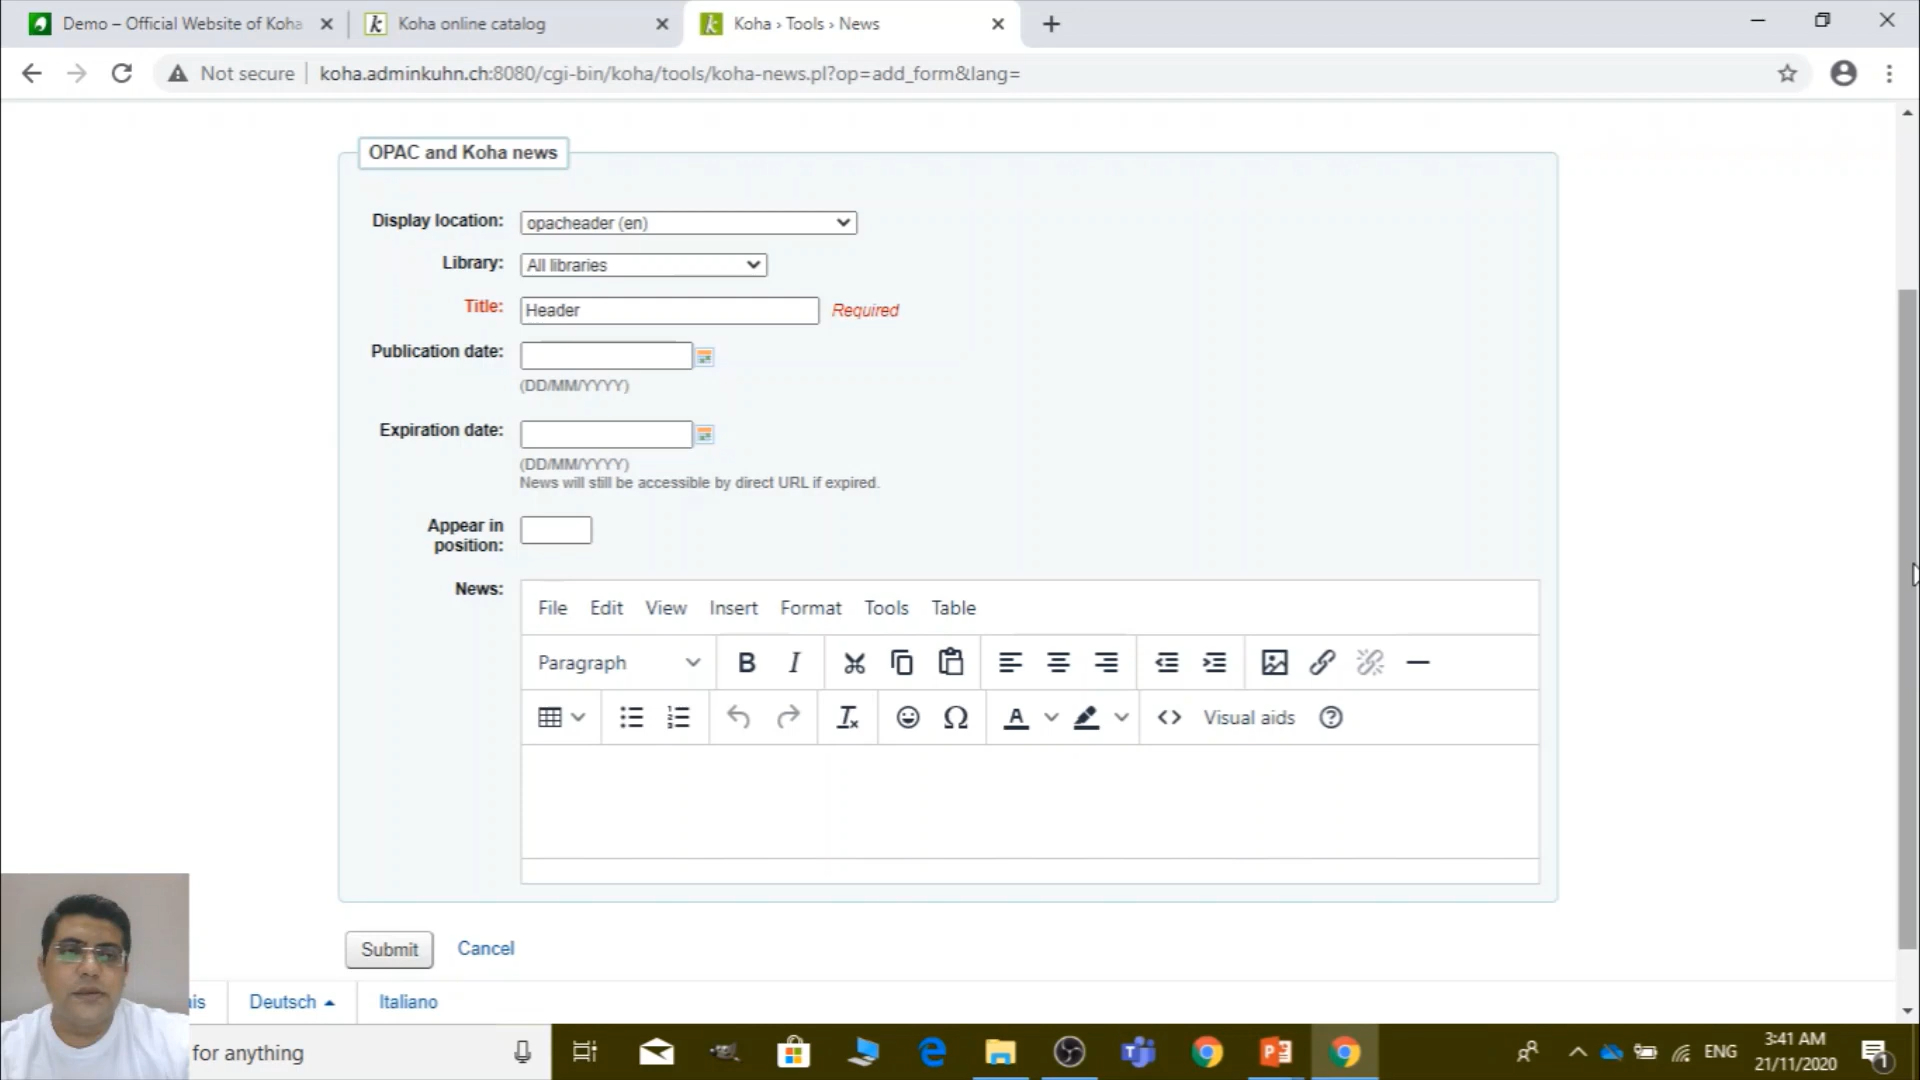 Demo – Official Website of Koha
Koha online catalog
Koha › Tools › News
Not secure
koha.adminkuhn.ch:8080/cgi-bin/koha/tools/koha-news.pl?op=add_form&lang=
OPAC and Koha news
Display location: opacheader (en)
Library: All libraries
Title: Header Required
Publication date:
(DD/MM/YYYY)
Expiration date:
(DD/MM/YYYY)
News will still be accessible by direct URL if expired.
Appear in
position:
News:
File Edit View Insert Format Tools Table
Paragraph B I
Visual aids
Submit Cancel
is Deutsch Italiano
for anything
ENG
3:41 AM
21/11/2020
1